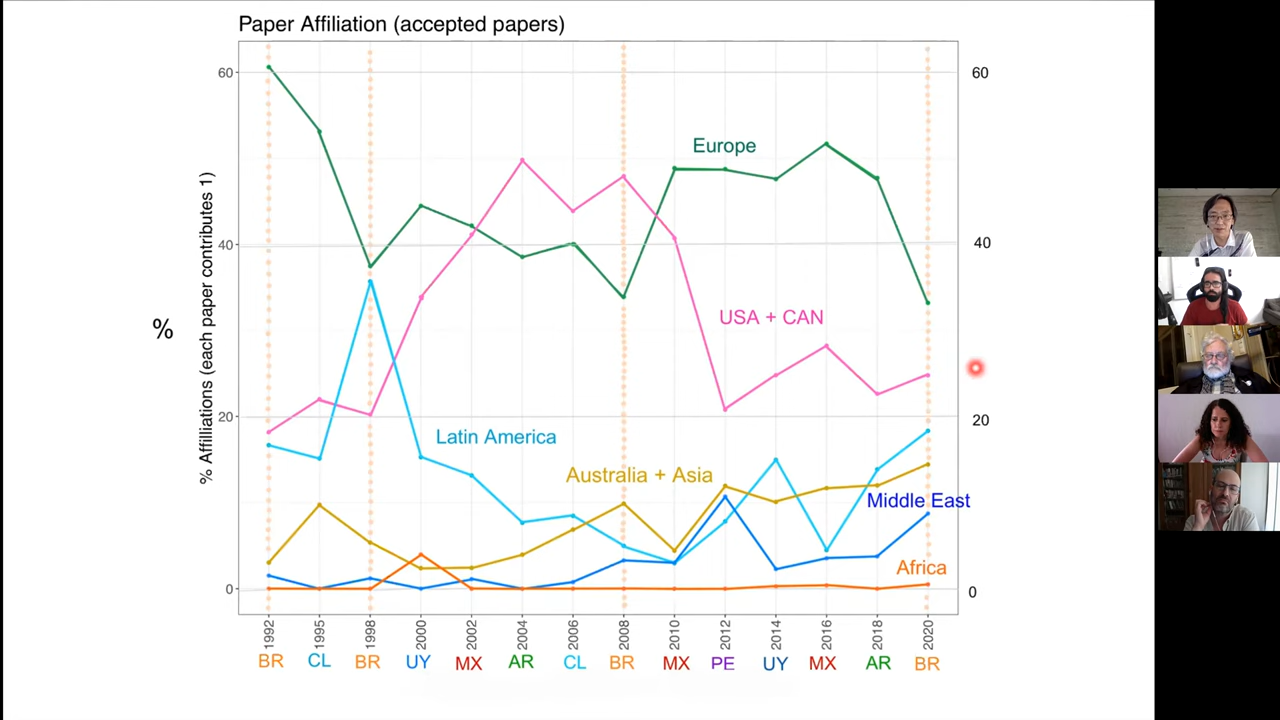 Paper Affiliation (accepted papers)
60
60
Europe
40
40
USA + CAN
%
% Affilliations (each paper contributes 1)
20
20
Latin America
Australia + Asia
Middle East
Africa
0
0
1992 1995 1998 2000 2002 2004 2006 2008 2010 2012 2014 2016 2018 2020
BR CL BR UY MX AR CL BR MX PE UY MX AR BR